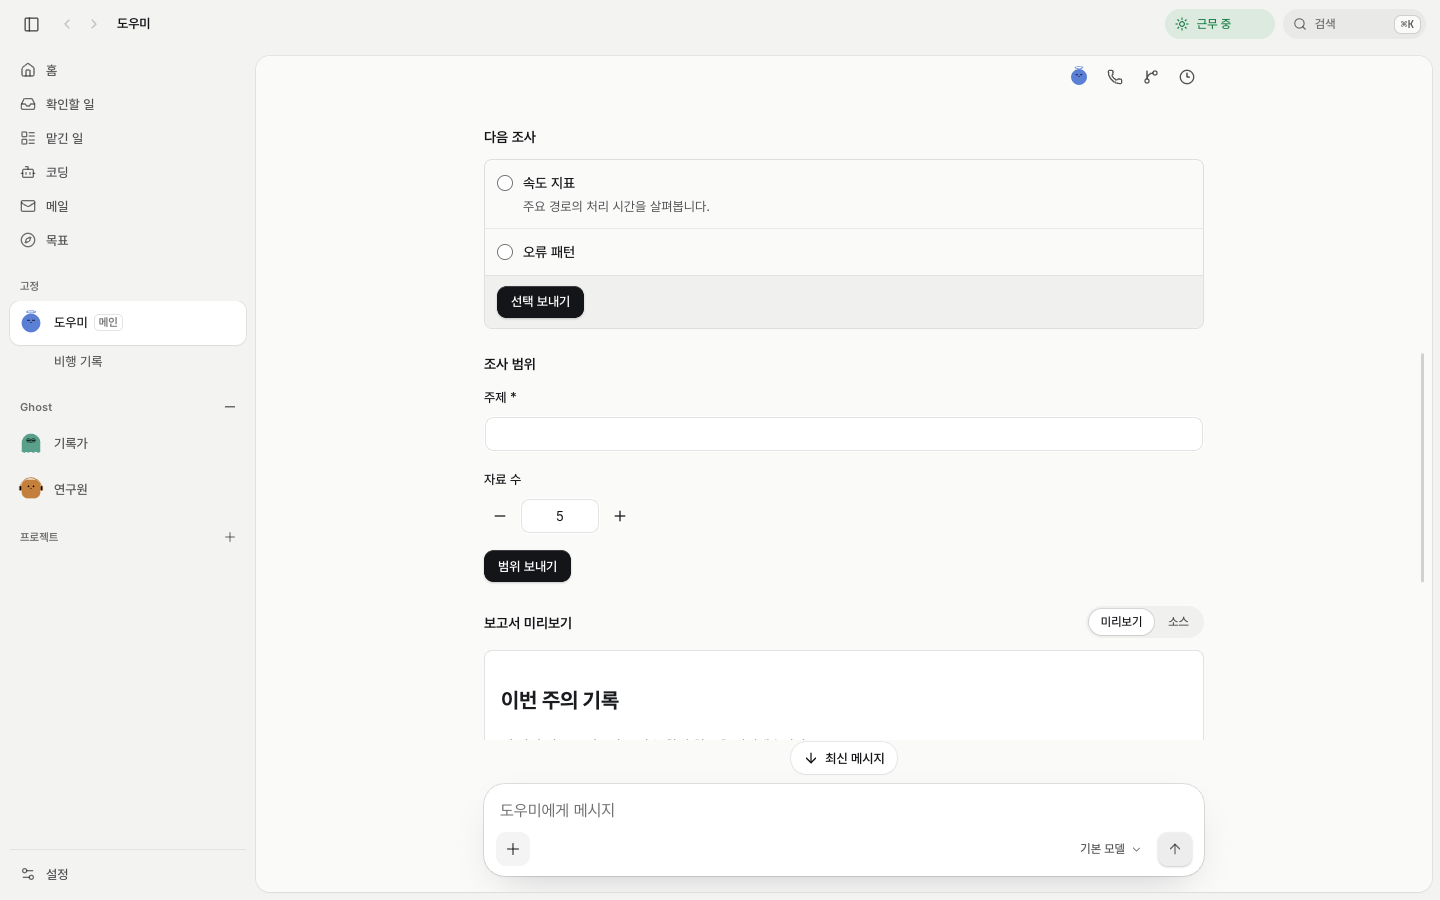 도우미
근무 중
검색
⌘K
홈
확인할 일
맡긴 일
코딩
메일
목표
고정
도우미 메인
비행 기록
Ghost
기록가
연구원
프로젝트
설정
다음 조사
속도 지표
주요 경로의 처리 시간을 살펴봅니다.
오류 패턴
선택 보내기
조사 범위
주제 *
자료 수
5
범위 보내기
보고서 미리보기
미리보기
소스
이번 주의 기록
최신 메시지
도우미에게 메시지
기본 모델